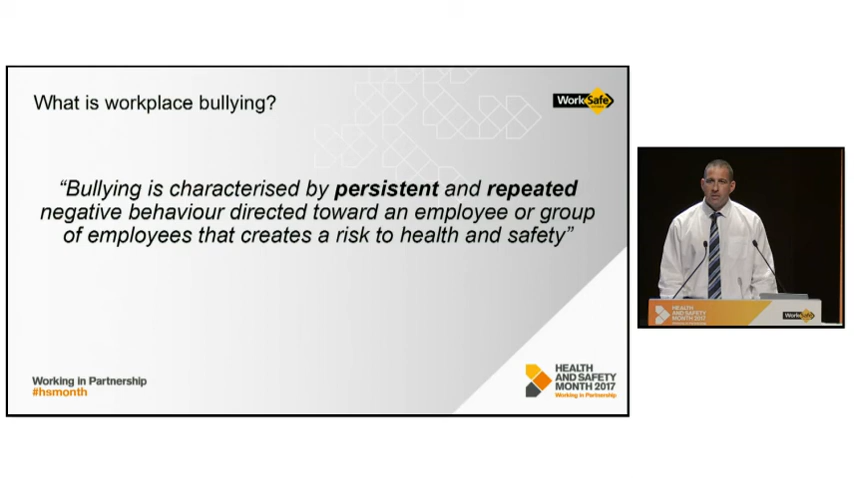 What is workplace bullying?
WorkSafe
“Bullying is characterised by persistent and repeated
negative behaviour directed toward an employee or group
of employees that creates a risk to health and safety”
Working in Partnership
#hsmonth
HEALTH
AND SAFETY
MONTH 2017
Working in Partnership
HEALTH
AND SAFETY
MONTH 2017
WorkSafe